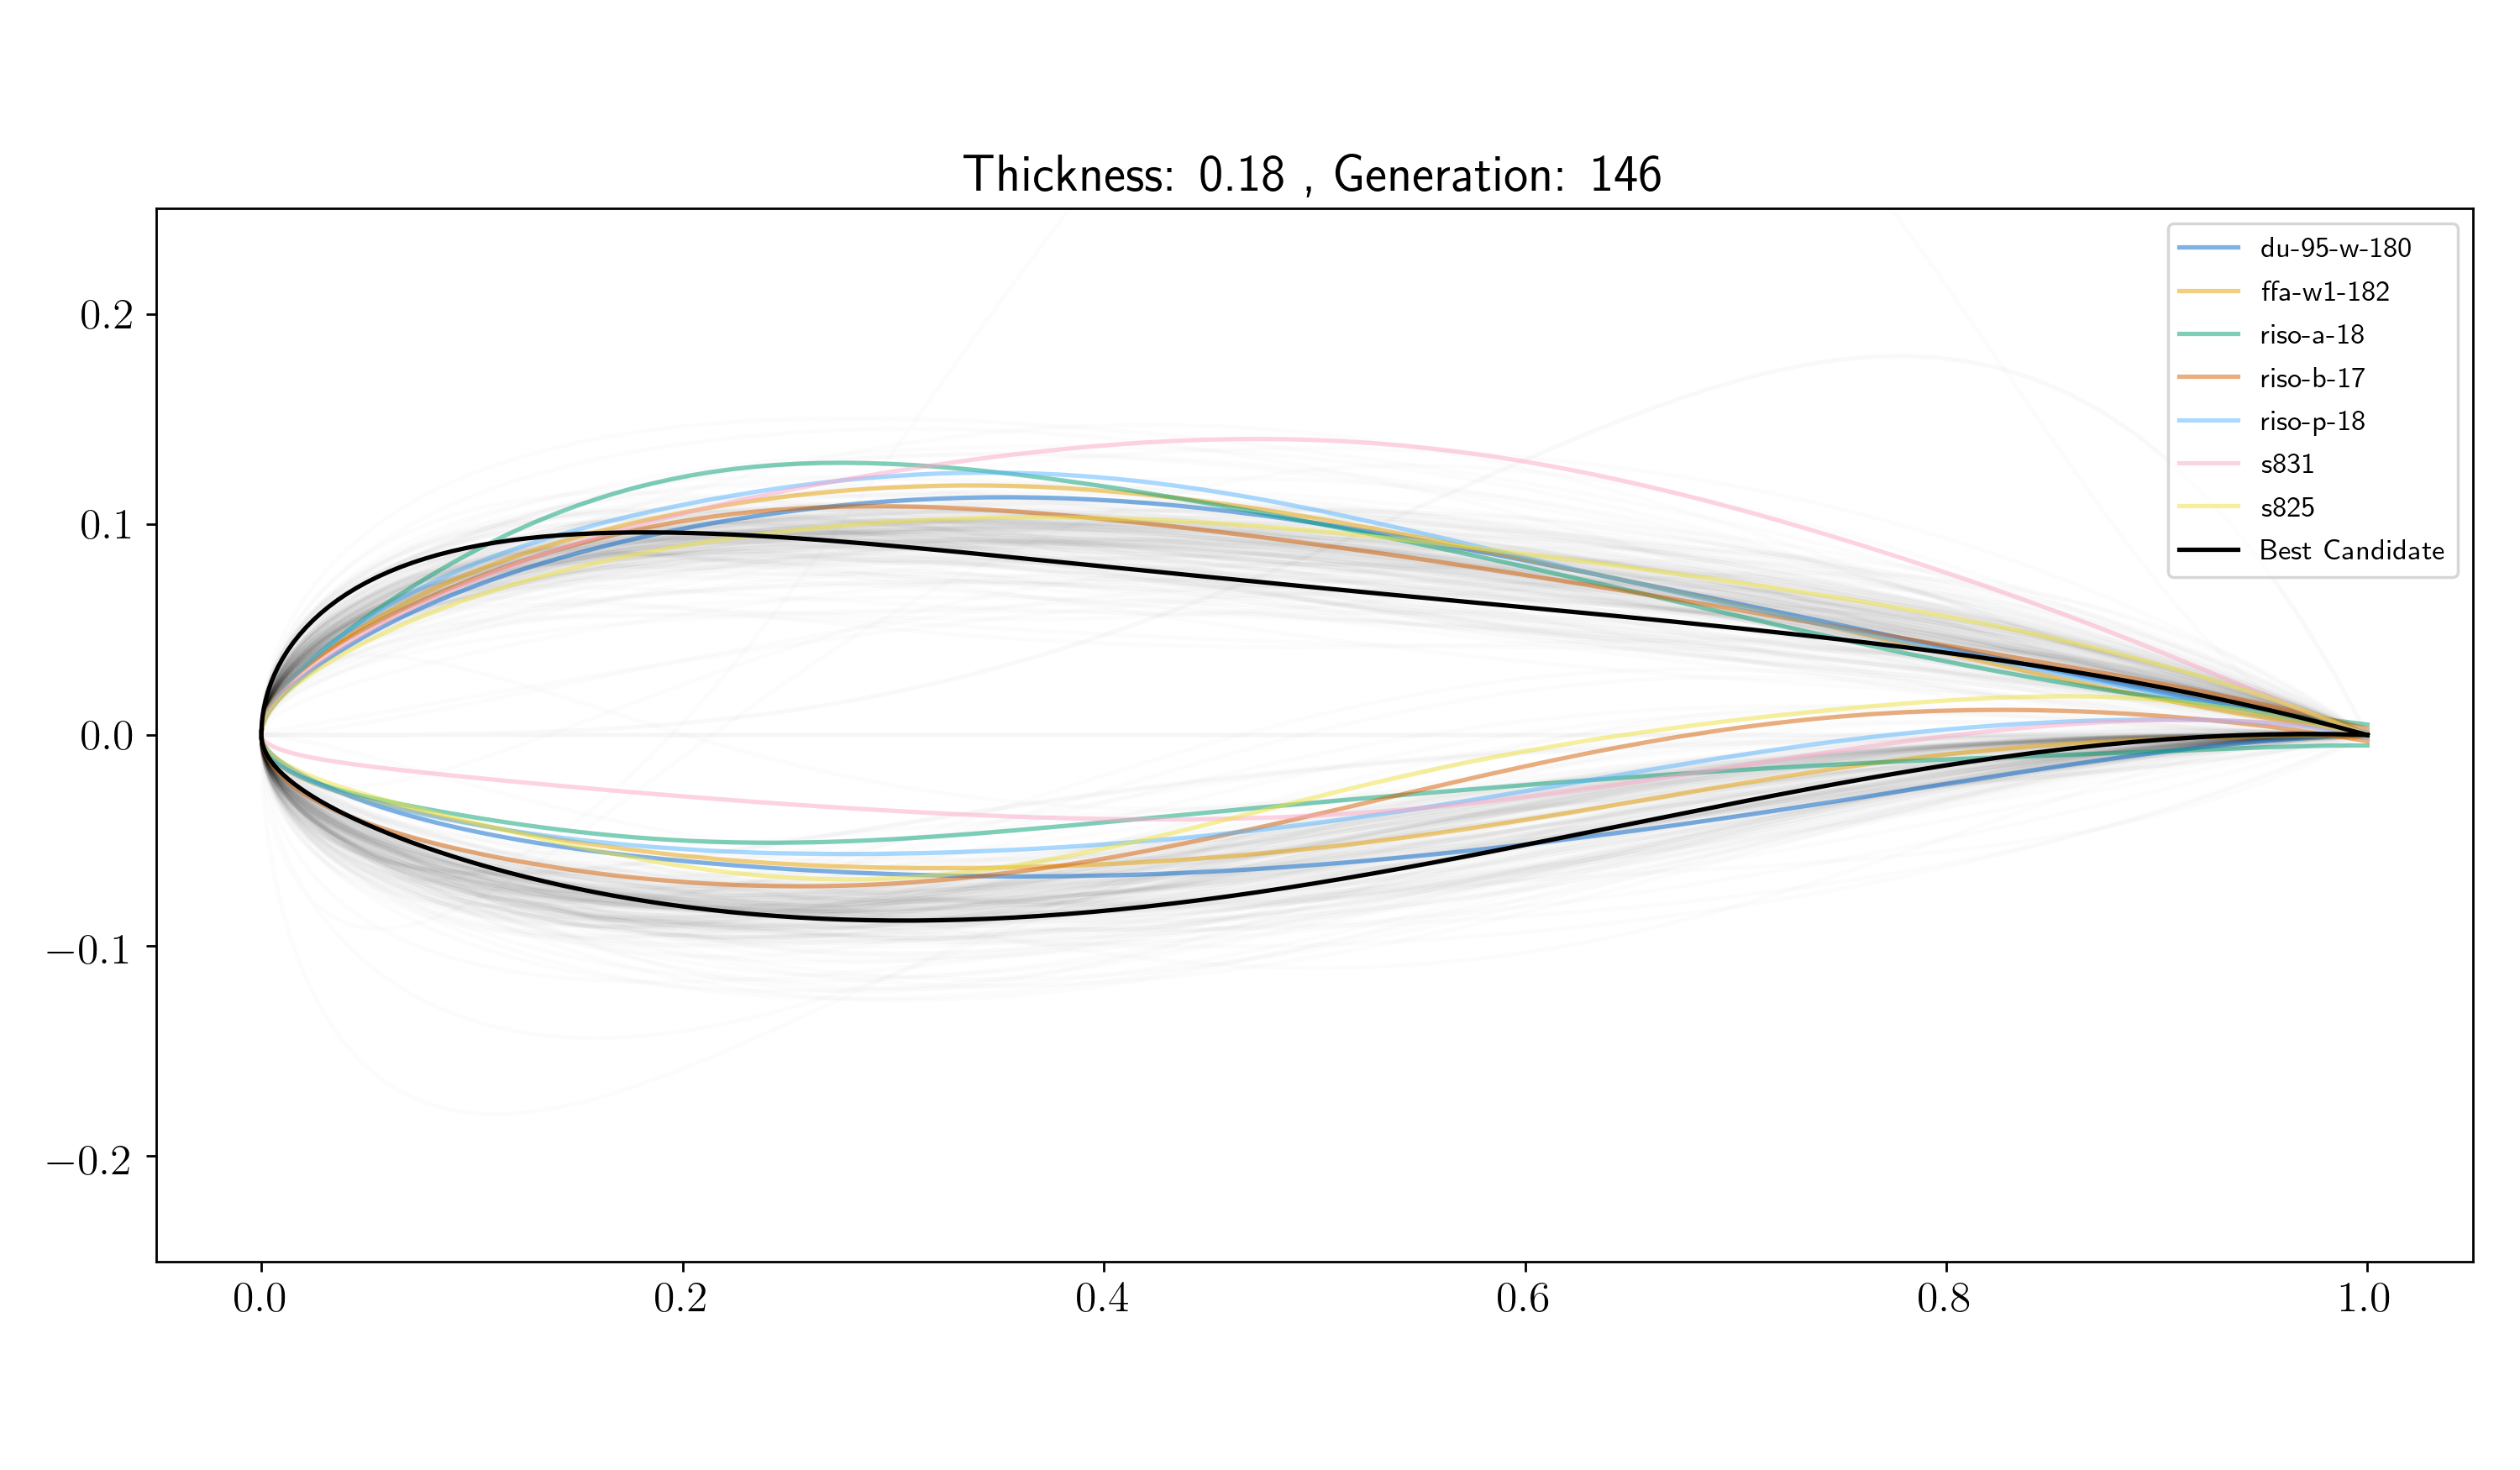 Thickness: 0.18 , Generation: 146
du-95-w-180
ffa-w1-182
riso-a-18
riso-b-17
riso-p-18
s831
s825
Best Candidate
0.2
0.1
0.0
−0.1
−0.2
0.0 0.2 0.4 0.6 0.8 1.0